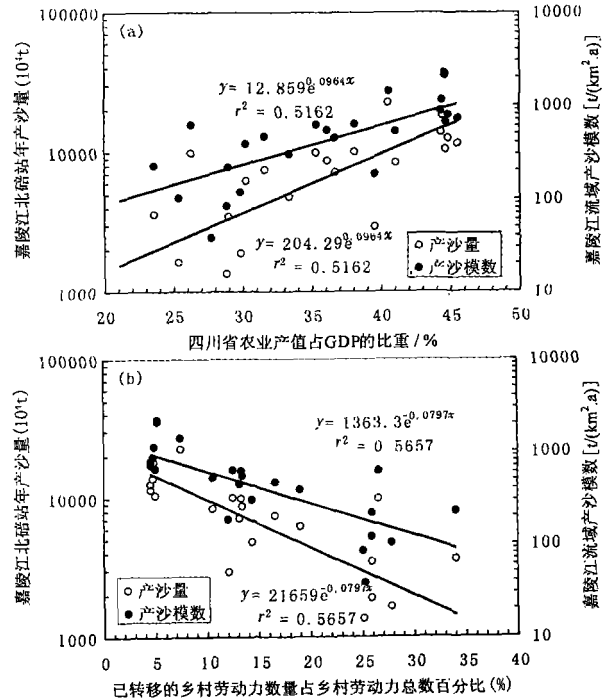 (a)
嘉陵江北碚站年产沙量(10⁴t)
嘉陵江流域产沙模数[t/(km².a)]
100000
10000
1000
10000
1000
100
10
y= 12.859e^0.0964x
r² = 0.5162
y = 204.29e^0.0964x
r² = 0.5162
产沙量
产沙模数
20 25 30 35 40 45 50
四川省农业产值占GDP的比重/%
(b)
嘉陵江北碚站年产沙量(10⁴t)
嘉陵江流域产沙模数[t/(km².a)]
100000
10000
1000
10000
1000
100
10
y = 1363.3e^-0.0797x
r² = 0 5657
y = 21659e^-0.0797x
r² = 0.5657
产沙量
产沙模数
0 5 10 15 20 25 30 35 40
已转移的乡村劳动力数量占乡村劳动力总数百分比(%)